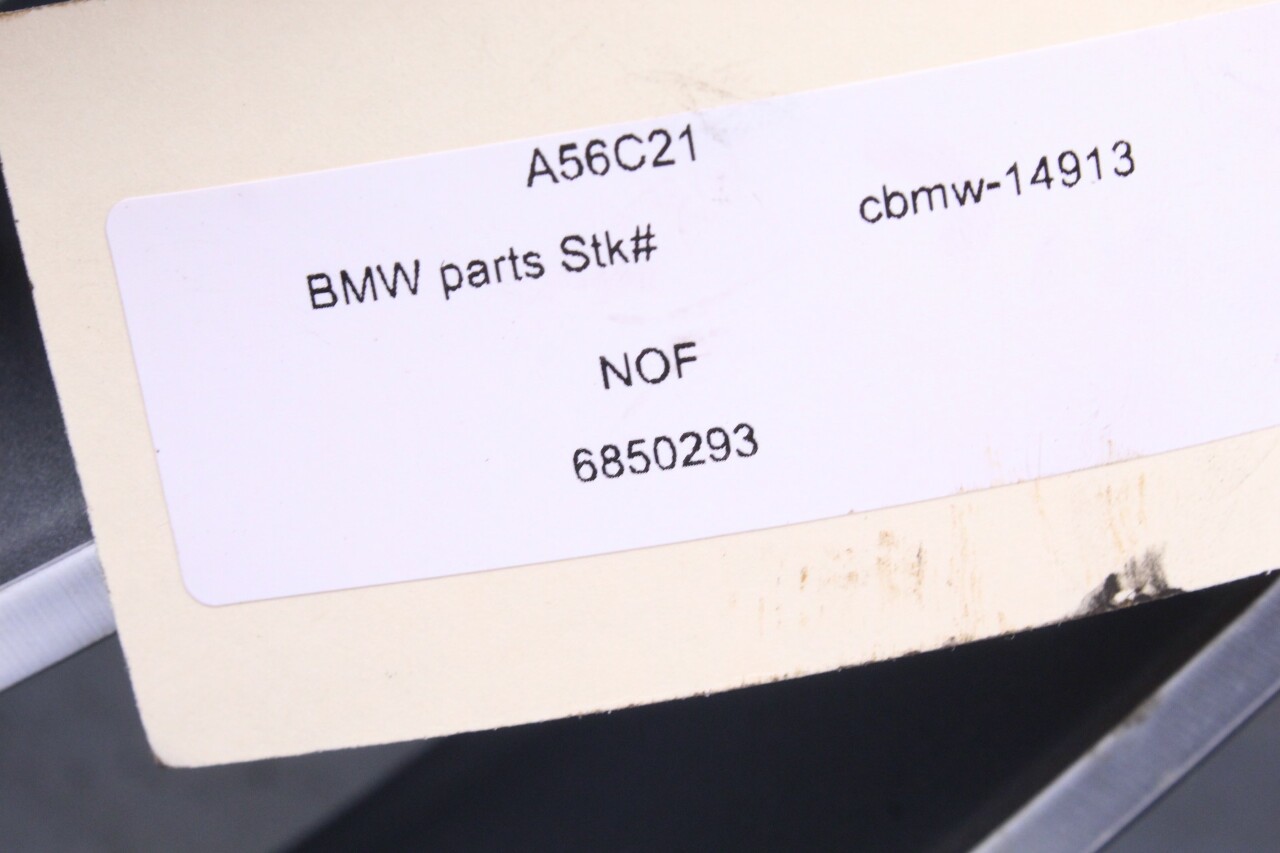 A56C21
BMW parts Stk# cbmw-14913
NOF
6850293